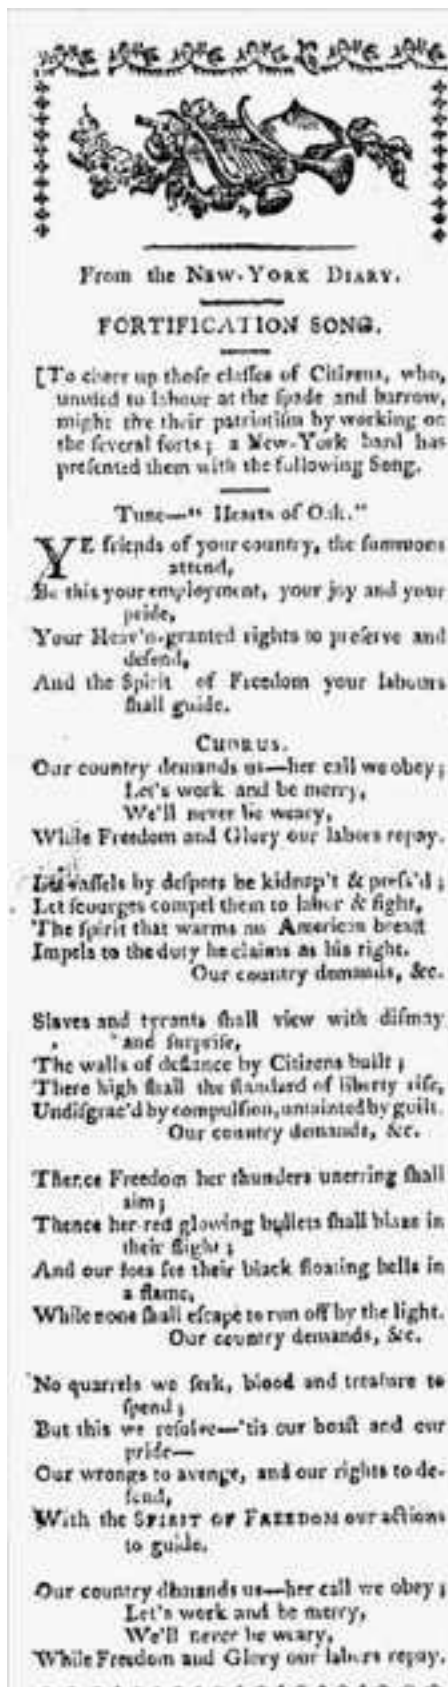 From the NEW-YORK DIARY.
FORTIFICATION SONG.
[To cheer up those classes of Citizens, who,
unused to labour at the spade and barrow,
might tire their patriotism by working on
the several forts; a New-York bard has
presented them with the following Song.
Tune—"Hearts of Oak."
YE friends of your country, the summons
attend,
Be this your employment, your joy and your
pride,
Your Heav'n-granted rights to preserve and
defend,
And the Spirit of Freedom your labours
shall guide.
CHORUS.
Our country demands us—her call we obey;
Let's work and be merry,
We'll never be weary,
While Freedom and Glory our labors repay.
Let vassels by despots be kidnap't & press'd;
Let scourges compel them to labor & fight,
The spirit that warms an American breast
Impels to the duty he claims as his right.
Our country demands, &c.
Slaves and tyrants shall view with dismay
and surprise,
The walls of defiance by Citizens built;
There high shall the standard of liberty rise,
Undisgrac'd by compulsion, untainted by guilt.
Our country demands, &c.
Thence Freedom her thunders unerring shall
aim;
Thence her red glowing bullets shall blaze in
their flight;
And our foes see their black floating hells in
a flame,
While none shall escape to run off by the light.
Our country demands, &c.
No quarrels we seek, blood and treasure to
spend;
But this we resolve—'tis our boast and our
pride—
Our wrongs to avenge, and our rights to de-
fend,
With the SPIRIT OF FREEDOM our actions
to guide.
Our country demands us—her call we obey;
Let's work and be merry,
We'll never be weary,
While Freedom and Glory our labors repay.